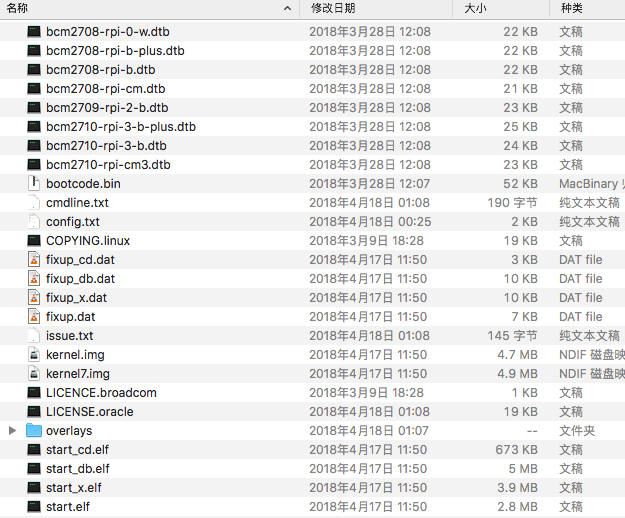 名称 修改日期 大小 种类
bcm2708-rpi-0-w.dtb 2018年3月28日 12:08 22 KB 文稿
bcm2708-rpi-b-plus.dtb 2018年3月28日 12:08 22 KB 文稿
bcm2708-rpi-b.dtb 2018年3月28日 12:08 22 KB 文稿
bcm2708-rpi-cm.dtb 2018年3月28日 12:08 21 KB 文稿
bcm2709-rpi-2-b.dtb 2018年3月28日 12:08 23 KB 文稿
bcm2710-rpi-3-b-plus.dtb 2018年3月28日 12:08 25 KB 文稿
bcm2710-rpi-3-b.dtb 2018年3月28日 12:08 24 KB 文稿
bcm2710-rpi-cm3.dtb 2018年3月28日 12:08 23 KB 文稿
bootcode.bin 2018年3月28日 12:07 52 KB MacBinary
cmdline.txt 2018年4月18日 01:08 190 字节 纯文本文稿
config.txt 2018年4月18日 00:25 2 KB 纯文本文稿
COPYING.linux 2018年3月9日 18:28 19 KB 文稿
fixup_cd.dat 2018年4月17日 11:50 3 KB DAT file
fixup_db.dat 2018年4月17日 11:50 10 KB DAT file
fixup_x.dat 2018年4月17日 11:50 10 KB DAT file
fixup.dat 2018年4月17日 11:50 7 KB DAT file
issue.txt 2018年4月18日 01:08 145 字节 纯文本文稿
kernel.img 2018年4月17日 11:50 4.7 MB NDIF 磁盘映
kernel7.img 2018年4月17日 11:50 4.9 MB NDIF 磁盘映
LICENCE.broadcom 2018年3月9日 18:28 1 KB 文稿
LICENSE.oracle 2018年4月18日 01:08 19 KB 文稿
overlays 2018年4月18日 01:07 -- 文件夹
start_cd.elf 2018年4月17日 11:50 673 KB 文稿
start_db.elf 2018年4月17日 11:50 5 MB 文稿
start_x.elf 2018年4月17日 11:50 3.9 MB 文稿
start.elf 2018年4月17日 11:50 2.8 MB 文稿